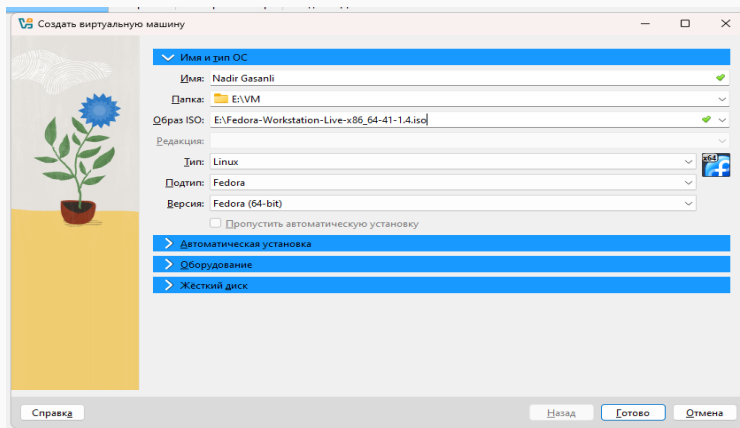 Создать виртуальную машину
Имя и тип ОС
Имя: Nadir Gasanli
Папка: E:\VM
Образ ISO: E:\Fedora-Workstation-Live-x86_64-41-1.4.iso
Редакция:
Тип: Linux
x64
Подтип: Fedora
Версия: Fedora (64-bit)
Пропустить автоматическую установку
Автоматическая установка
Оборудование
Жёсткий диск
Справка Назад Готово Отмена